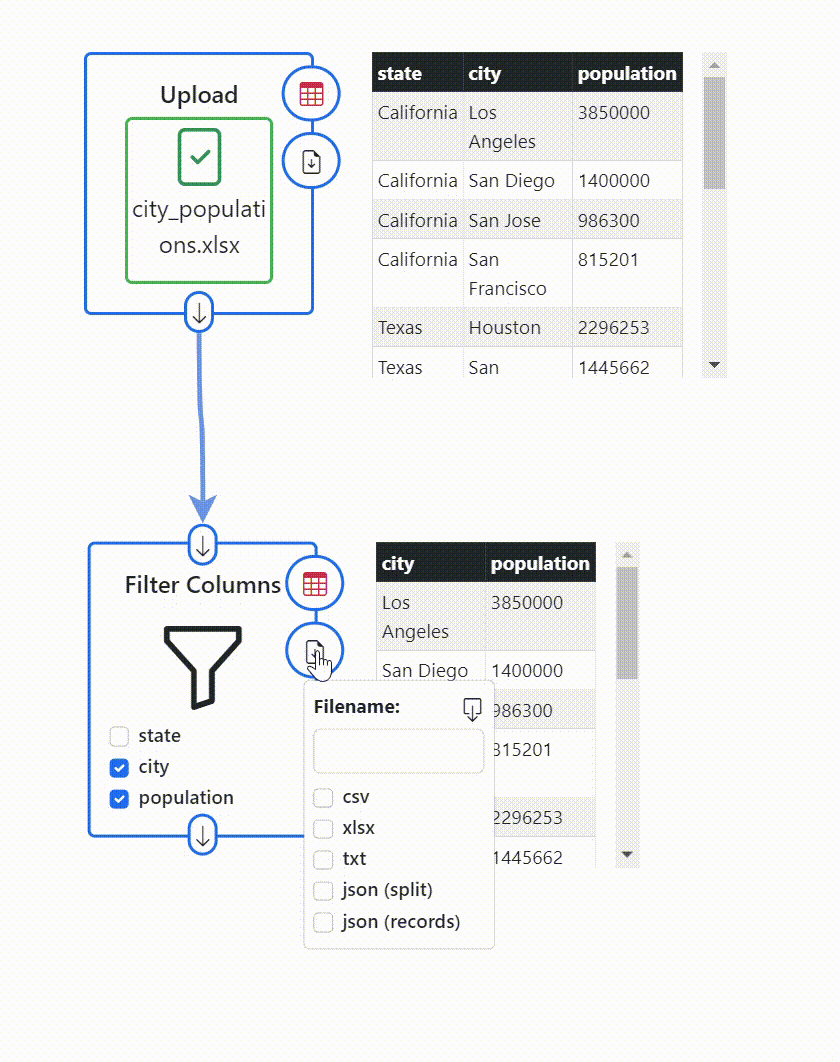 Upload
city_populati
ons.xlsx
state city population
California Los
Angeles 3850000
California San Diego 1400000
California San Jose 986300
California San
Francisco 815201
Texas Houston 2296253
Texas San 1445662
Filter Columns
state
city
population
city population
Los
Angeles 3850000
San Diego 1400000
986300
815201
2296253
1445662
Filename:
csv
xlsx
txt
json (split)
json (records)